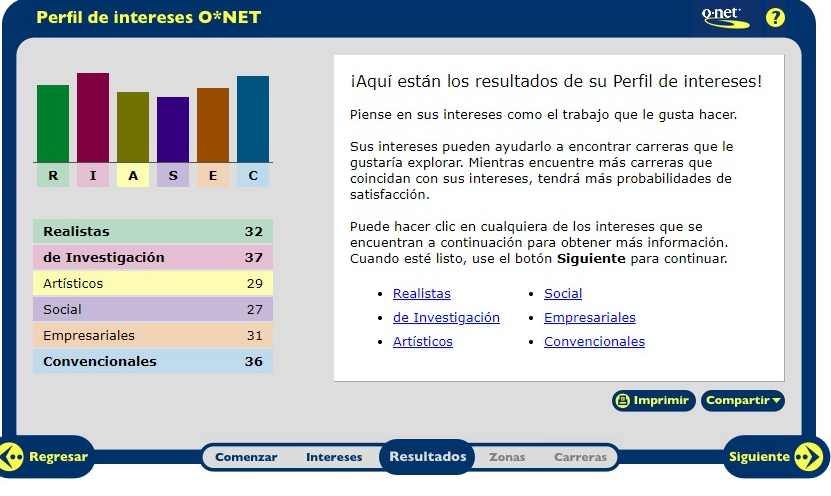 Perfil de intereses O*NET
o·net
?
R I A S E C
Realistas 32
de Investigación 37
Artísticos 29
Social 27
Empresariales 31
Convencionales 36
¡Aquí están los resultados de su Perfil de intereses!
Piense en sus intereses como el trabajo que le gusta hacer.
Sus intereses pueden ayudarlo a encontrar carreras que le
gustaría explorar. Mientras encuentre más carreras que
coincidan con sus intereses, tendrá más probabilidades de
satisfacción.
Puede hacer clic en cualquiera de los intereses que se
encuentran a continuación para obtener más información.
Cuando esté listo, use el botón Siguiente para continuar.
• Realistas
• de Investigación
• Artísticos
• Social
• Empresariales
• Convencionales
Imprimir Compartir
Regresar Comenzar Intereses Resultados Zonas Carreras Siguiente